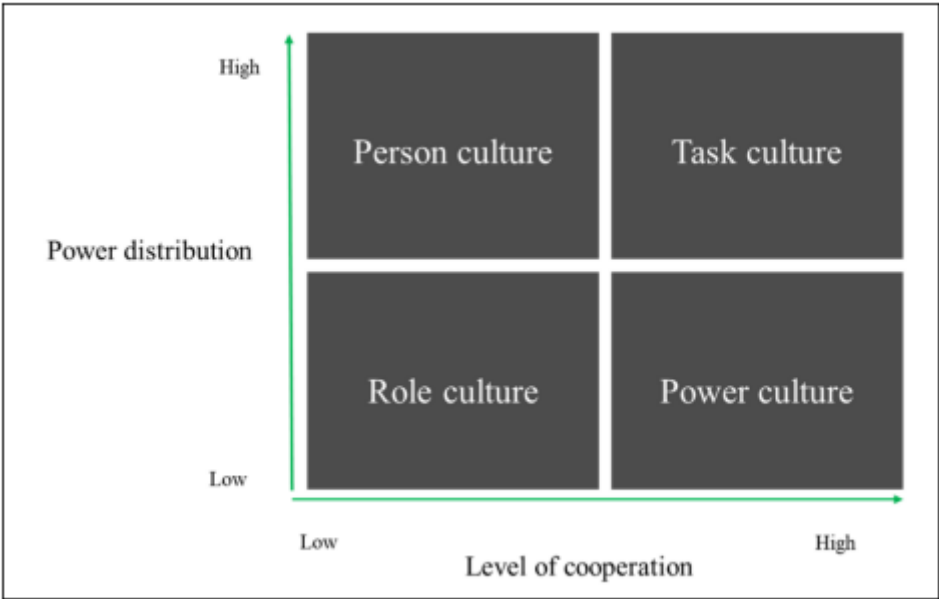 High
Person culture
Task culture
Power distribution
Role culture
Power culture
Low
Low
High
Level of cooperation